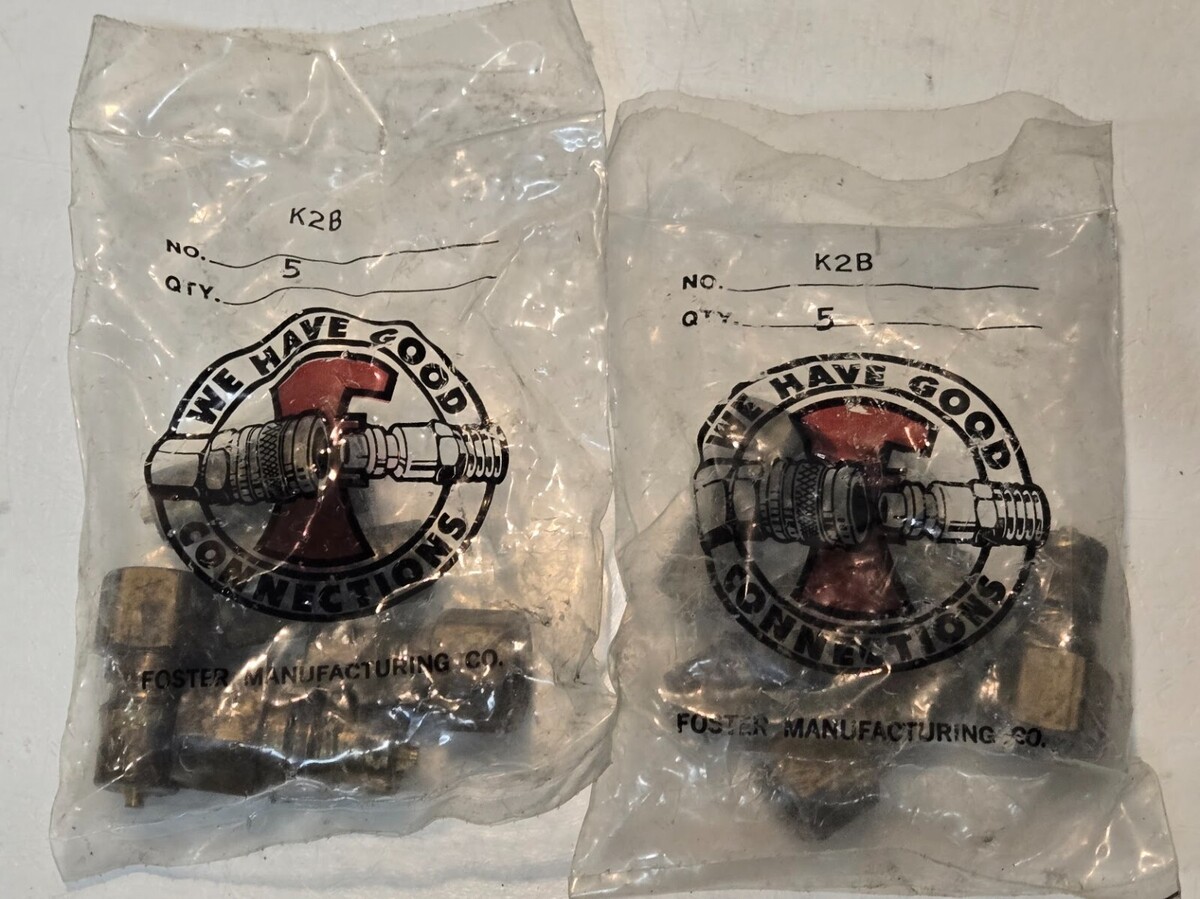 K2B
NO.
5
QTY.
WE HAVE GOOD
F
CONNECTIONS
FOSTER MANUFACTURING CO.
K2B
NO.
5
QTY.
WE HAVE GOOD
F
CONNECTIONS
FOSTER MANUFACTURING CO.